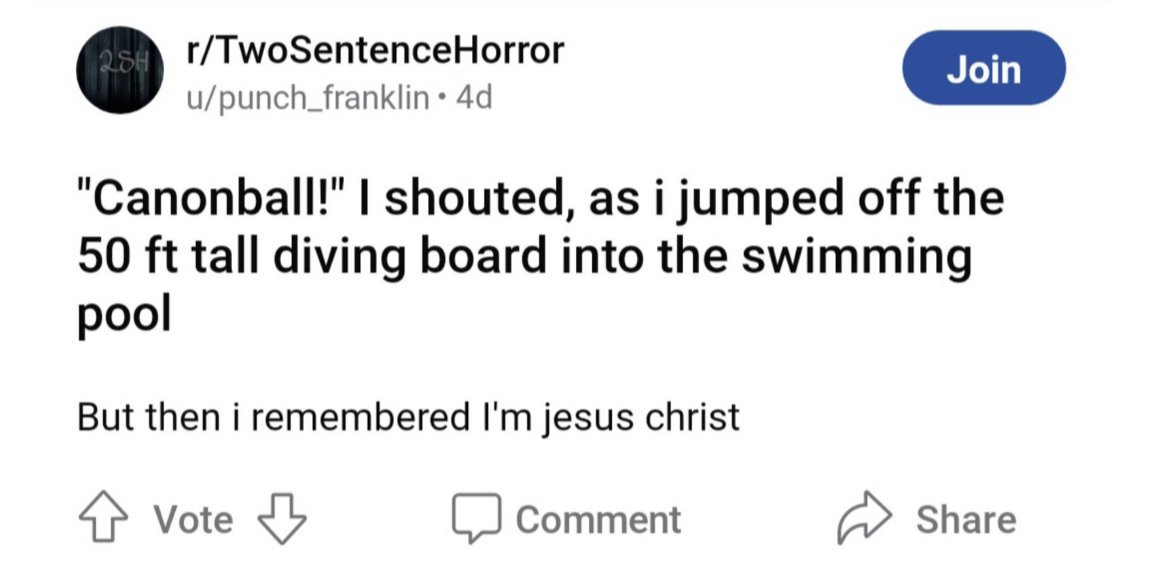 2SH
r/TwoSentenceHorror
u/punch_franklin • 4d
Join
"Canonball!" I shouted, as i jumped off the
50 ft tall diving board into the swimming
pool
But then i remembered I'm jesus christ
Vote
Comment
Share